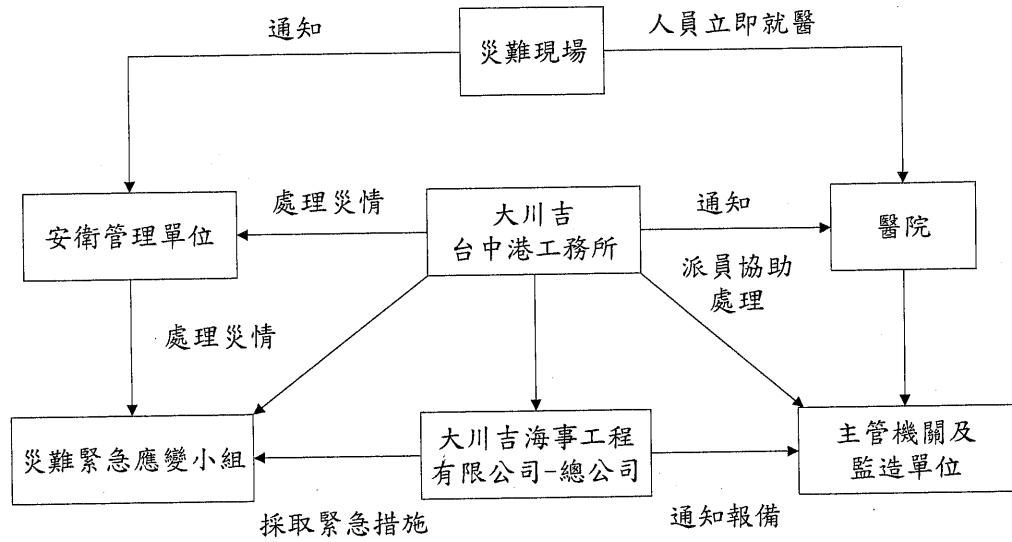 通知
災難現場
人員立即就醫
安衛管理單位
處理災情
大川吉
台中港工務所
通知
醫院
派員協助
處理
處理災情
災難緊急應變小組
大川吉海事工程
有限公司-總公司
主管機關及
監造單位
採取緊急措施
通知報備